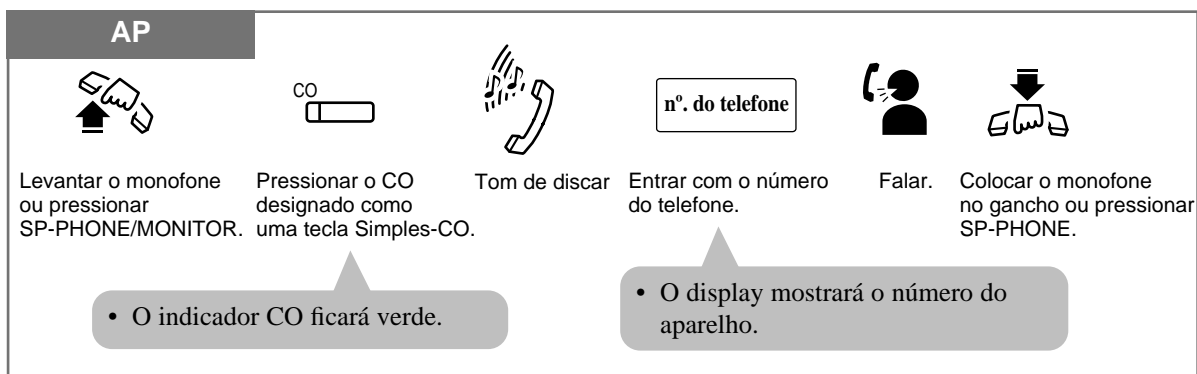 AP
CO
nº. do telefone
Levantar o monofone
ou pressionar
SP-PHONE/MONITOR.
Pressionar o CO
designado como
uma tecla Simples-CO.
Tom de discar
Entrar com o número
do telefone.
Falar.
Colocar o monofone
no gancho ou pressionar
SP-PHONE.
• O indicador CO ficará verde.
• O display mostrará o número do
aparelho.